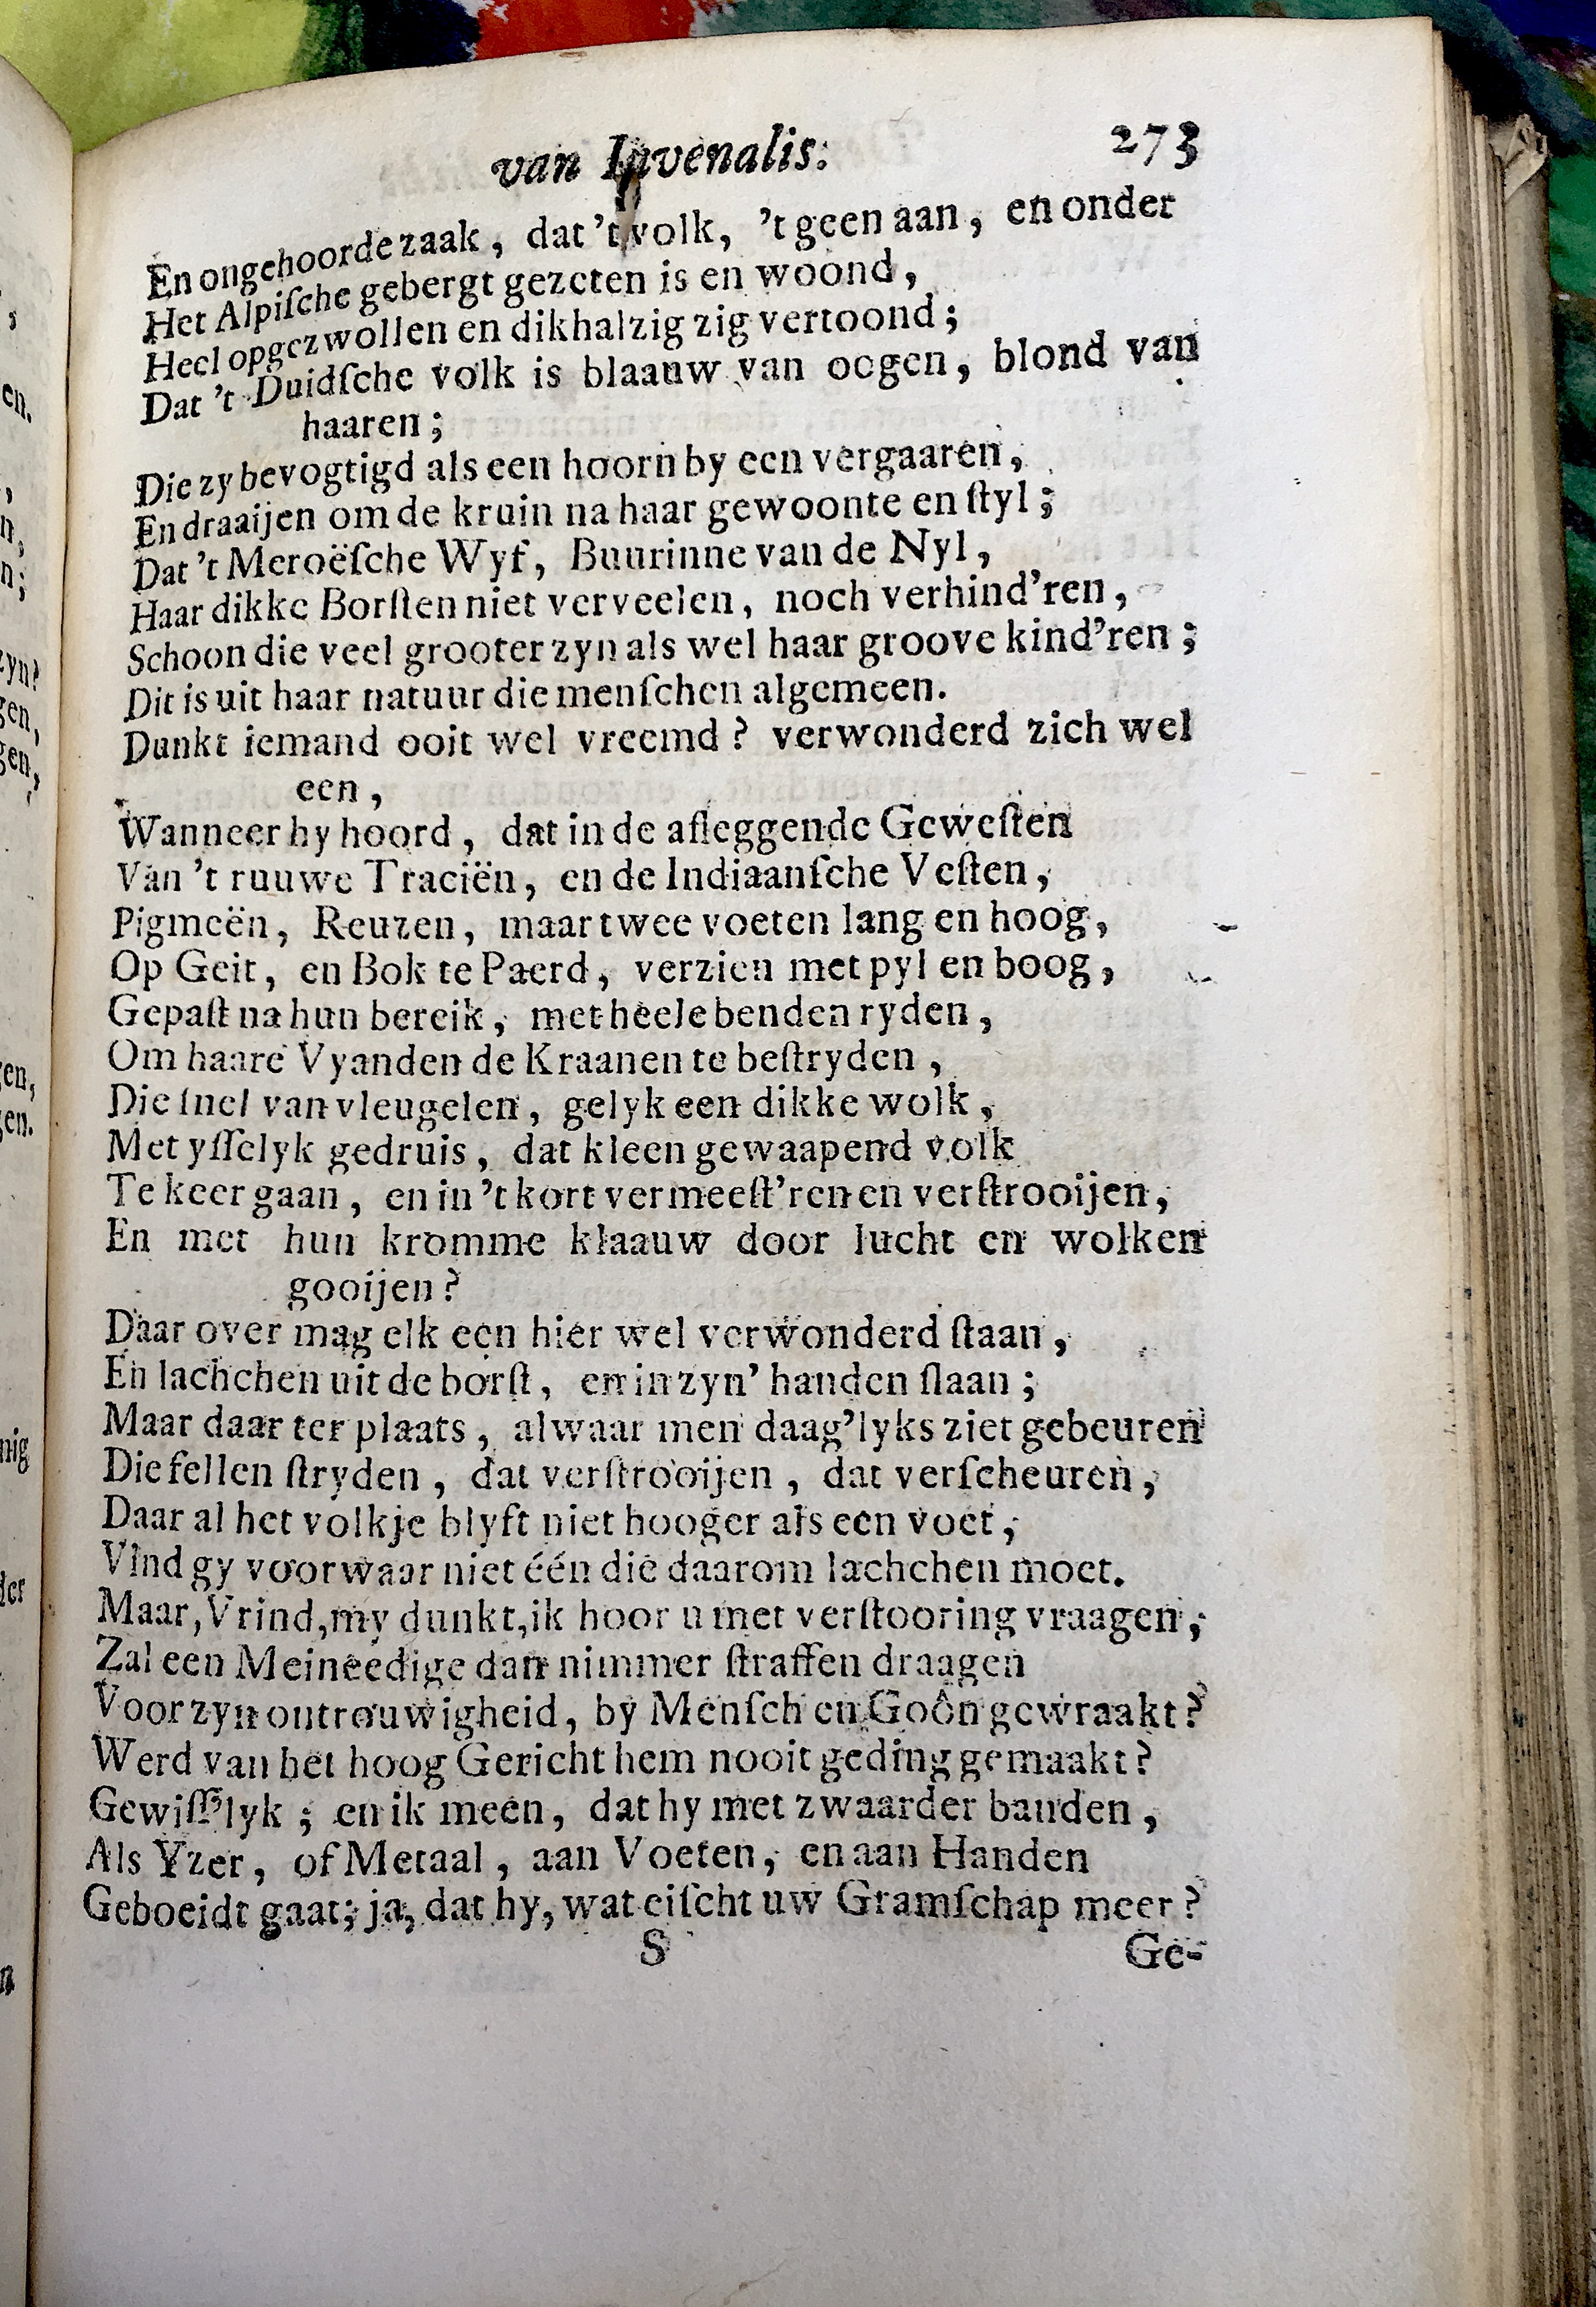 van Iuvenalis: 273
En ongehoorde zaak, dat 't volk, 't geen aan, en onder
Het Alpiſche gebergt gezeten is en woond,
Heel opgezwollen en dikhalzig zig vertoond;
Dat 't Duidſche volk is blaauw van oogen, blond van
haaren;
Die zy bevogtigd als een hoorn by een vergaaren,
En draaijen om de kruin na haar gewoonte en ſtyl;
Dat 't Meroëſche Wyf, Buurinne van de Nyl,
Haar dikke Borſten niet verveelen, noch verhind'ren,
Schoon die veel grooter zyn als wel haar groove kind'ren;
Dit is uit haar natuur die menſchen algemeen.
Dunkt iemand ooit wel vreemd? verwonderd zich wel
een,
Wanneer hy hoord, dat in de afleggende Geweſten
Van 't ruuwe Traciën, en de Indiaanſche Veſten,
Pigmeën, Reuzen, maar twee voeten lang en hoog,
Op Geit, en Bok te Paerd, verzien met pyl en boog,
Gepaſt na hun bereik, met heele benden ryden,
Om haare Vyanden de Kraanen te beſtryden,
Die ſnel van vleugelen, gelyk een dikke wolk,
Met yſſelyk gedruis, dat kleen gewaapend volk
Te keer gaan, en in 't kort vermeeſt'ren en verſtrooijen,
En met hun kromme klaauw door lucht en wolken
gooijen?
Daar over mag elk een hier wel verwonderd ſtaan,
En lachchen uit de borſt, en in zyn' handen ſlaan;
Maar daar ter plaats, alwaar men daag'lyks ziet gebeuren
Die fellen ſtryden, dat verſtrooijen, dat verſcheuren,
Daar al het volkje blyft niet hooger als een voet,
Vind gy voorwaar niet één die daarom lachchen moet.
Maar, Vrind, my dunkt, ik hoor u met verſtooring vraagen,
Zal een Meineedige dan nimmer ſtraffen draagen
Voor zyn ontrouwigheid, by Menſch en Goôn gewraakt?
Werd van het hoog Gericht hem nooit geding gemaakt?
Gewiſſ'lyk; en ik meen, dat hy met zwaarder banden,
Als Yzer, of Metaal, aan Voeten, en aan Handen
Geboeidt gaat; ja, dat hy, wat eiſcht uw Gramſchap meer?
S Ge-